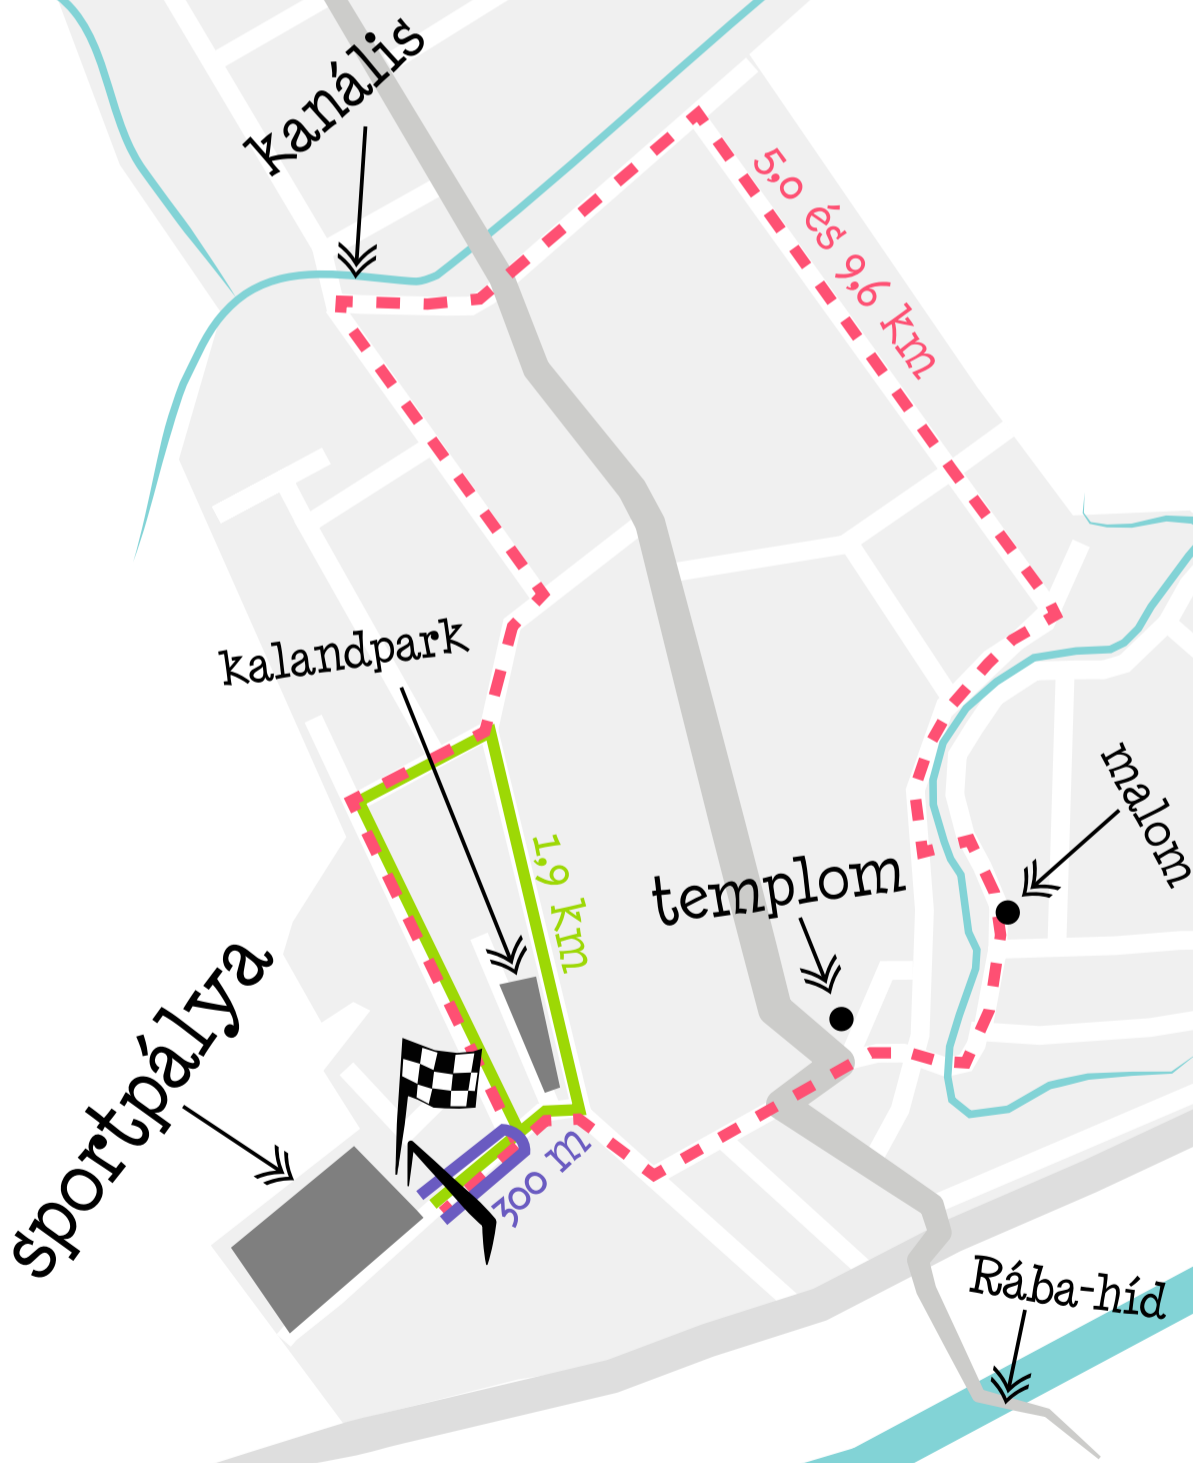 kanális
5,0 és 9,6 km
kalandpark
malom
1,9 km
templom
sportpálya
300 m
Rába-híd